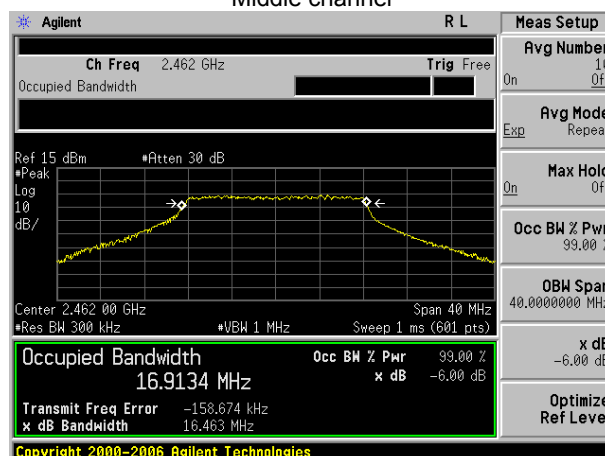 Middle channel
Agilent R L Meas Setup
Ch Freq 2.462 GHz Trig Free
Occupied Bandwidth
Avg Number
On
Avg Mode
Exp
Ref 15 dBm #Atten 30 dB
#Peak
Log
10
dB/
Max Hold
On
Occ BW % Pwr
99.00 %
OBW Span
40.0000000 MHz
Center 2.462 00 GHz Span 40 MHz
#Res BW 300 kHz #VBW 1 MHz Sweep 1 ms (601 pts)
x dB
-6.00 dB
Occupied Bandwidth
16.9134 MHz
Occ BW % Pwr 99.00 %
x dB -6.00 dB
Transmit Freq Error -158.674 kHz
x dB Bandwidth 16.463 MHz
Optimize
Ref Level
Copyright 2000-2006 Agilent Technologies